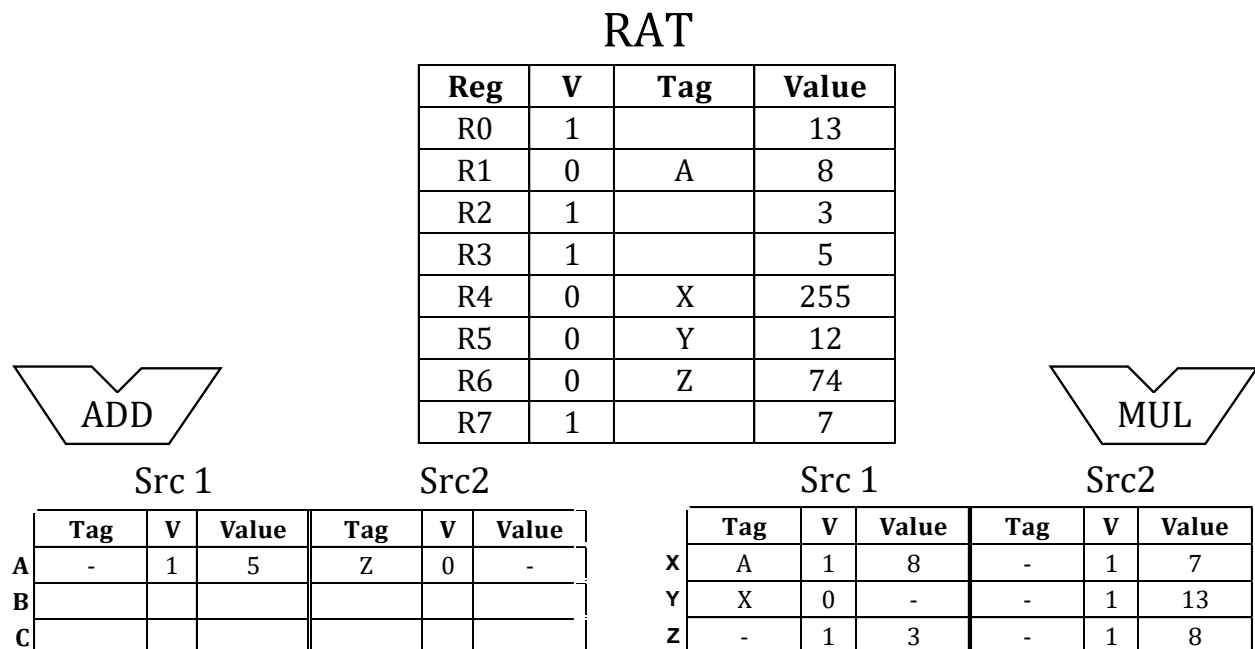 RAT
Reg V Tag Value
R0 1 13
R1 0 A 8
R2 1 3
R3 1 5
R4 0 X 255
R5 0 Y 12
R6 0 Z 74
R7 1 7
ADD
MUL
Src 1 Src2
Tag V Value Tag V Value
A - 1 5 Z 0 -
B
C
Src 1 Src2
Tag V Value Tag V Value
X A 1 8 - 1 7
Y X 0 - - 1 13
Z - 1 3 - 1 8